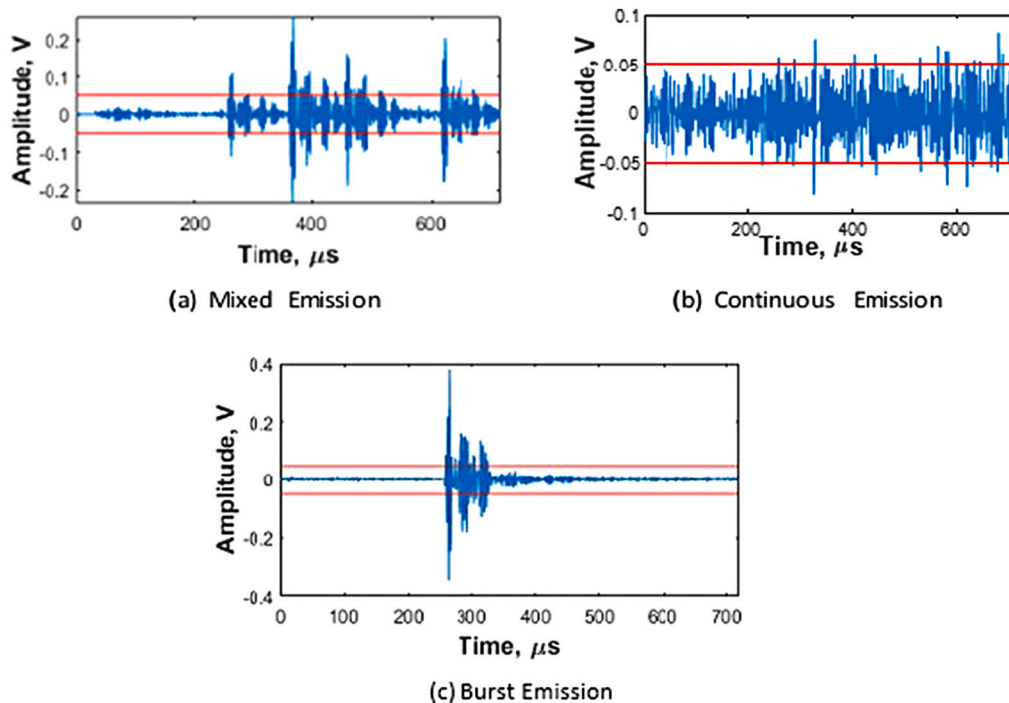 Amplitude, V
0.2
0.1
0
-0.1
-0.2
0 200 400 600
Time, μs
(a) Mixed Emission
Amplitude, V
0.1
0.05
0
-0.05
-0.1
0 200 400 600
Time, μs
(b) Continuous Emission
Amplitude, V
0.4
0.2
0
-0.2
-0.4
0 100 200 300 400 500 600 700
Time, μs
(c) Burst Emission